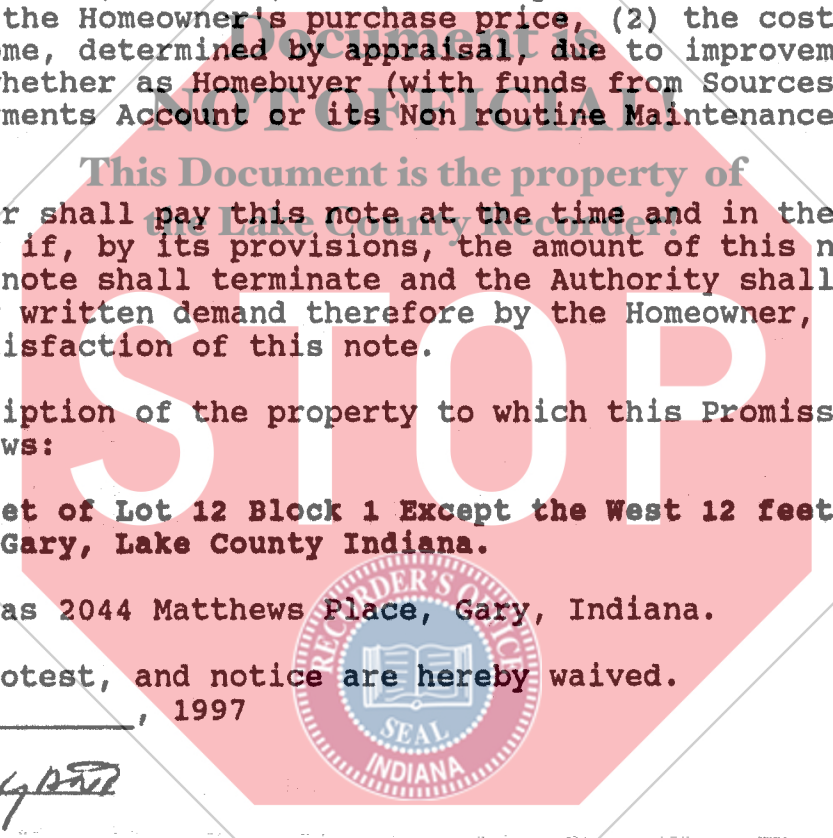 the Homeowner's purchase price, (2) the cost
me, determined by appraisal, due to improvem
hether as Homebuyer (with funds from Sources
ments Account or its Non routine Maintenance
Document is
NOT OFFICIAL!
This Document is the property of
the Lake County Recorder!
r shall pay this note at the time and in the
if, by its provisions, the amount of this n
note shall terminate and the Authority shall
written demand therefore by the Homeowner,
isfaction of this note.
STOP
iption of the property to which this Promiss
ws:
et of Lot 12 Block 1 Except the West 12 feet
Gary, Lake County Indiana.
as 2044 Matthews Place, Gary, Indiana.
otest, and notice are hereby waived.
, 1997
RECORDER'S OFFICE
SEAL
INDIANA